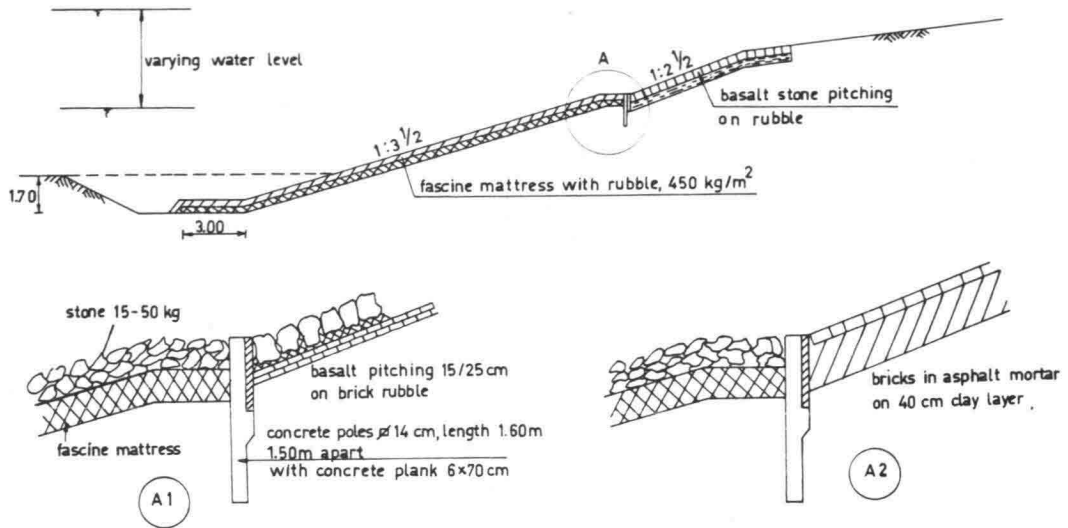 varying water level
A
1:2 1/2
basalt stone pitching
on rubble
1:3 1/2
fascine mattress with rubble, 450 kg/m²
1.70
3.00
stone 15-50 kg
basalt pitching 15/25 cm
on brick rubble
fascine mattress
concrete poles ⌀ 14 cm, length 1.60m
1.50m apart
with concrete plank 6×70 cm
A1
bricks in asphalt mortar
on 40 cm clay layer
A2